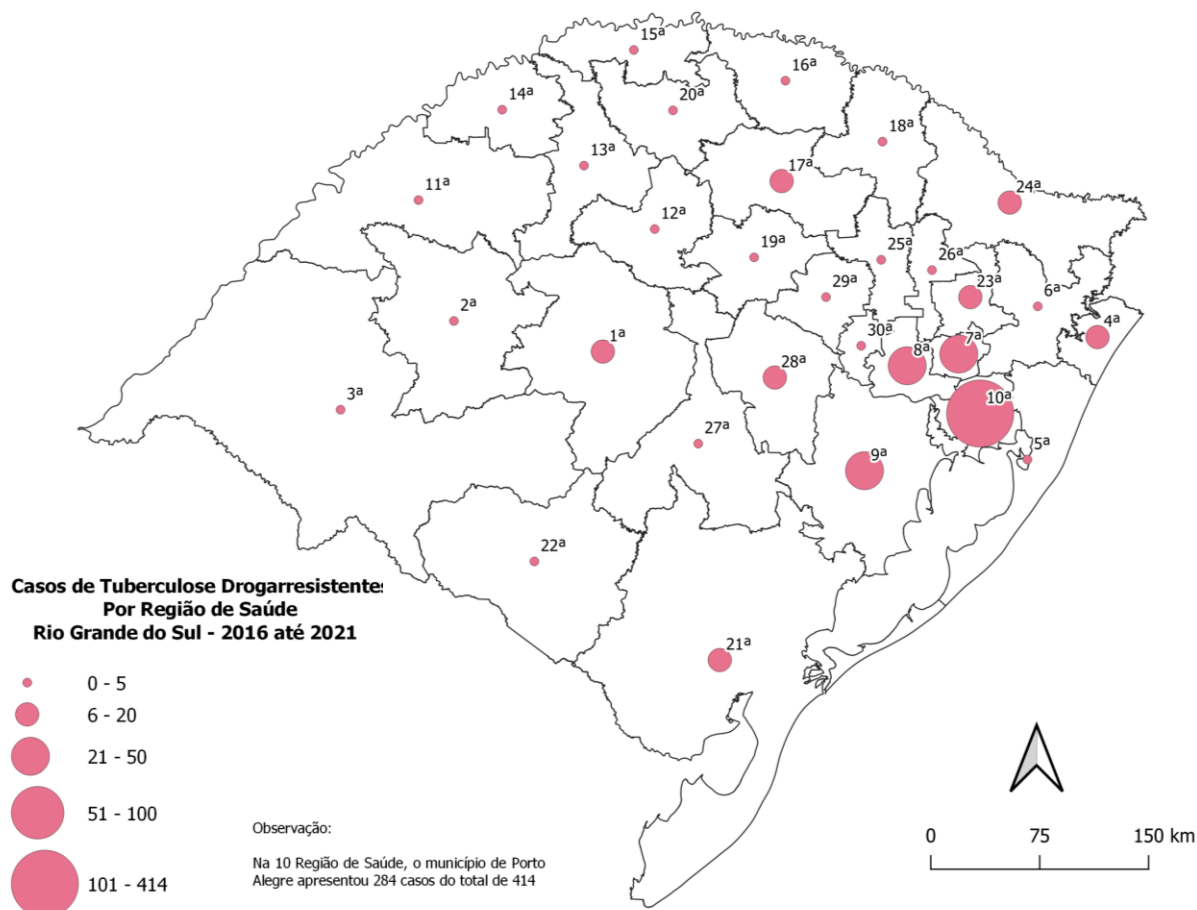 15ª
16ª
14ª
20ª
18ª
13ª
17ª
11ª
24ª
12ª
19ª
25ª
26ª
29ª
23ª
6ª
2ª
4ª
1ª
30ª
7ª
8ª
28ª
3ª
10ª
27ª
5ª
9ª
22ª
21ª
Casos de Tuberculose Drogarresistentes
Por Região de Saúde
Rio Grande do Sul - 2016 até 2021
0 - 5
6 - 20
21 - 50
51 - 100
101 - 414
Observação:
Na 10 Região de Saúde, o município de Porto
Alegre apresentou 284 casos do total de 414
0 75 150 km